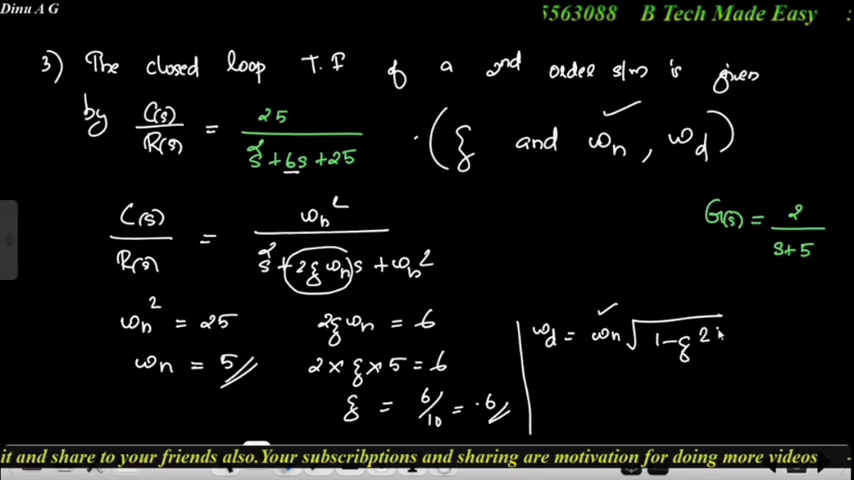 Dinu A G
5563088 B Tech Made Easy :
3) The closed loop T.F of a 2nd order s/m is given
by C(s)/R(s) = 25/(s²+6s+25) . (ξ and ωn, ωd)
C(s)/R(s) = ωn²/(s²+2ξωns+ωn²)
G(s) = 2/(s+5)
ωn² = 25
ωn = 5//
2ξωn = 6
2×ξ×5=6
ξ = 6/10 = .6//
ωd = ωn√1-ξ2
it and share to your friends also.Your subscribptions and sharing are motivation for doing more videos